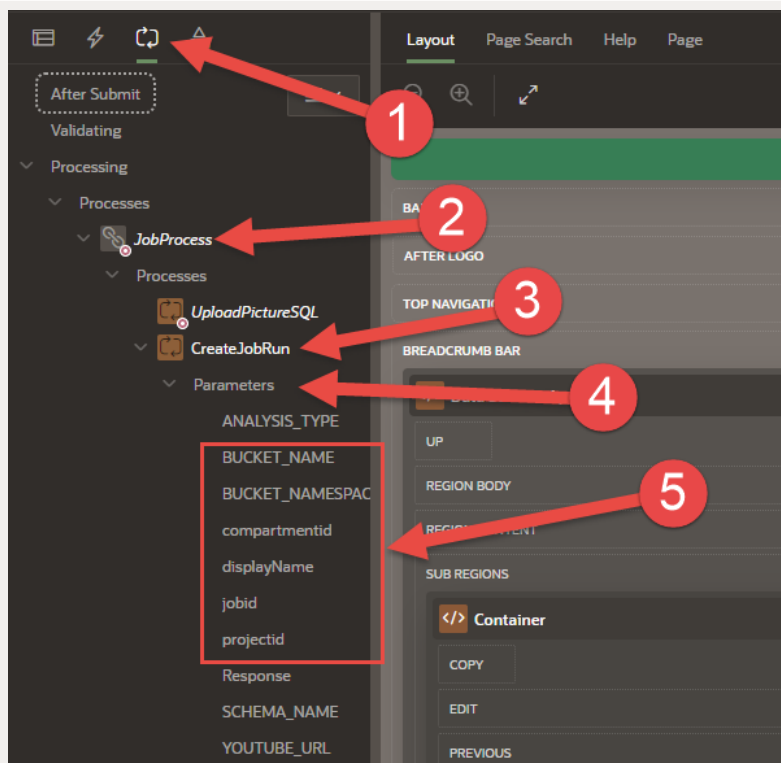 Layout Page Search Help Page
After Submit
1
Validating
Processing
Processes
2
JobProcess
AFTER LOGO
Processes
TOP
3
UploadPictureSQL
CreateJobRun
BREADCRUMB BAR
Parameters
4
ANALYSIS_TYPE
UP
BUCKET_NAME
REGION BODY
BUCKET_NAMESPAC
5
compartmentid
displayName
SUB REGIONS
jobid
Container
projectid
COPY
Response
SCHEMA_NAME
EDIT
YOUTUBE_URL
PREVIOUS